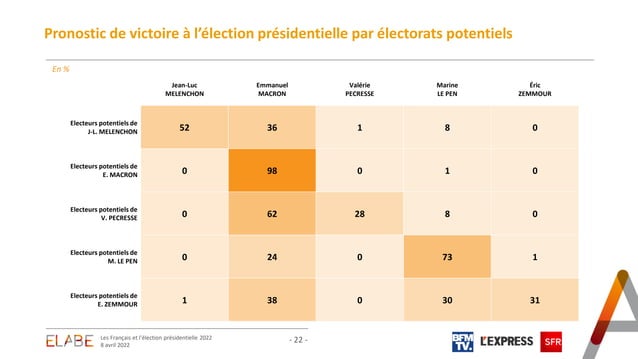 Pronostic de victoire à l'élection présidentielle par électorats potentiels
En %
Jean-Luc MELENCHON
Emmanuel MACRON
Valérie PECRESSE
Marine LE PEN
Éric ZEMMOUR
Electeurs potentiels de
J-L. MELENCHON
52 36 1 8 0
Electeurs potentiels de
E. MACRON
0 98 0 1 0
Electeurs potentiels de
V. PECRESSE
0 62 28 8 0
Electeurs potentiels de
M. LE PEN
0 24 0 73 1
Electeurs potentiels de
E. ZEMMOUR
1 38 0 30 31
ELABE
Les Français et l'élection présidentielle 2022
8 avril 2022
- 22 -
BFM
TV.
L'EXPRESS
SFR